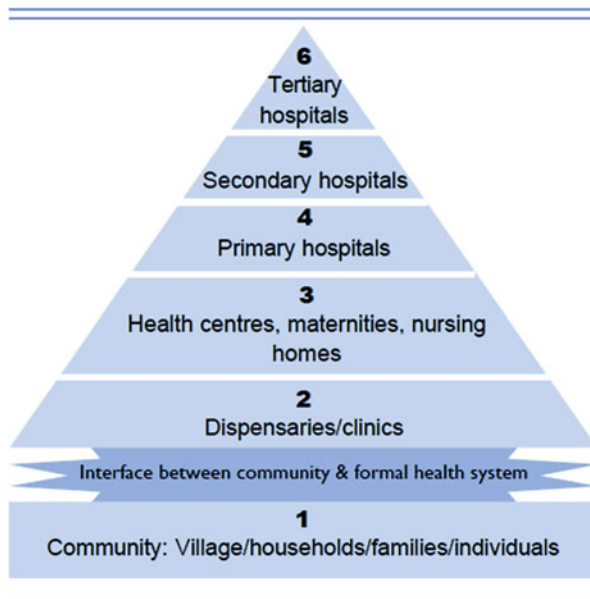 6
Tertiary
hospitals
5
Secondary hospitals
4
Primary hospitals
3
Health centres, maternities, nursing
homes
2
Dispensaries/clinics
Interface between community & formal health system
1
Community: Village/households/families/individuals